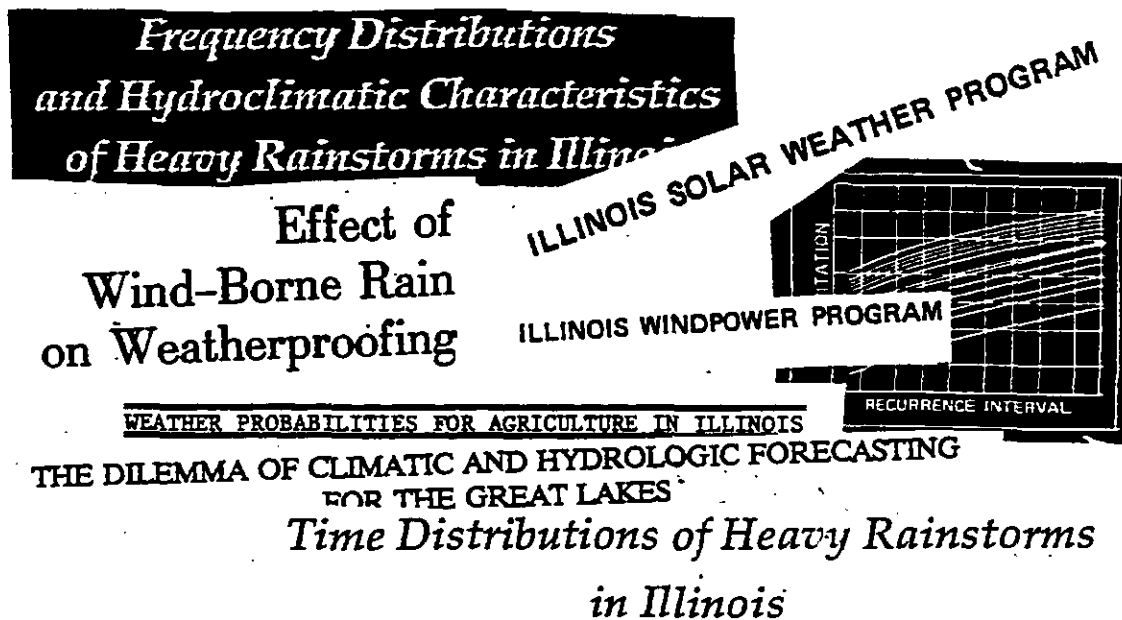 Frequency Distributions
and Hydroclimatic Characteristics
of Heavy Rainstorms in
ILLINOIS SOLAR WEATHER PROGRAM
Effect of
Wind-Borne Rain
on Weatherproofing
ILLINOIS WINDPOWER PROGRAM
RECURRENCE INTERVAL
WEATHER PROBABILITIES FOR AGRICULTURE IN ILLINOIS
THE DILEMMA OF CLIMATIC AND HYDROLOGIC FORECASTING
FOR THE GREAT LAKES
Time Distributions of Heavy Rainstorms
in Illinois